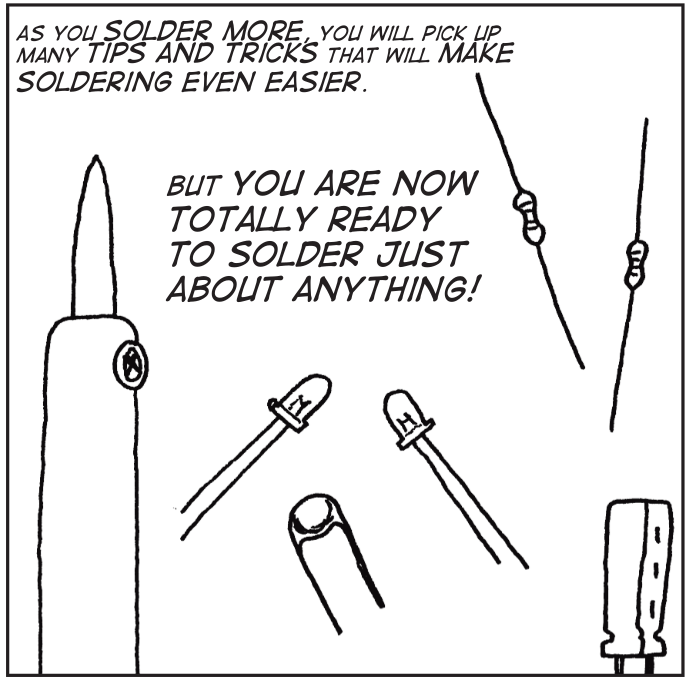 AS YOU SOLDER MORE, YOU WILL PICK UP
MANY TIPS AND TRICKS THAT WILL MAKE
SOLDERING EVEN EASIER.
BUT YOU ARE NOW
TOTALLY READY
TO SOLDER JUST
ABOUT ANYTHING!